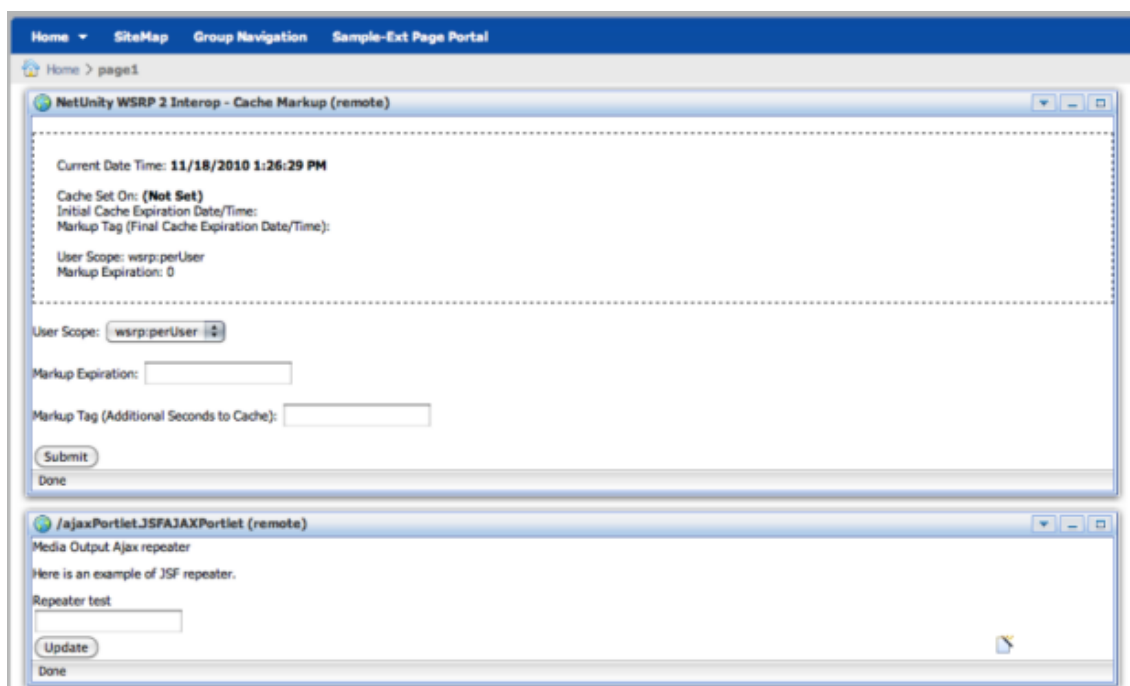 Home SiteMap Group Navigation Sample-Ext Page Portal
Home > page1
NetUnity WSRP 2 Interop - Cache Markup (remote)
Current Date Time: 11/18/2010 1:26:29 PM
Cache Set On: (Not Set)
Initial Cache Expiration Date/Time:
Markup Tag (Final Cache Expiration Date/Time):
User Scope: wsrp:perUser
Markup Expiration: 0
User Scope: wsrp:perUser
Markup Expiration:
Markup Tag (Additional Seconds to Cache):
Submit
Done
/ajaxPortlet.JSFAJAXPortlet (remote)
Media Output Ajax repeater
Here is an example of JSF repeater.
Repeater test
Update
Done